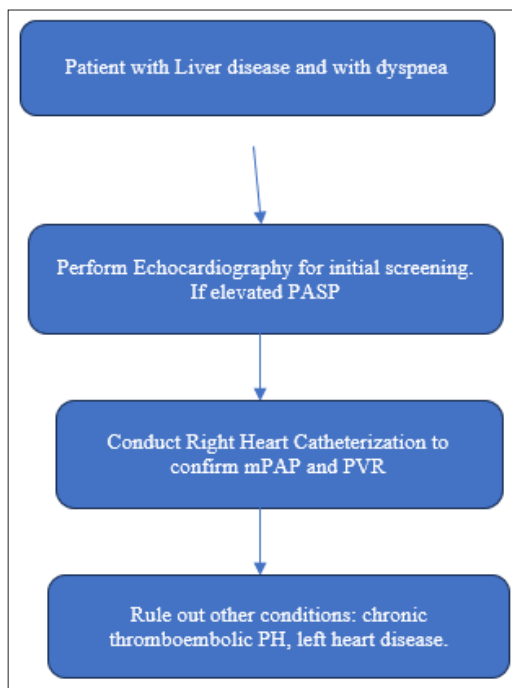 Patient with Liver disease and with dyspnea
Perform Echocardiography for initial screening.
If elevated PASP
Conduct Right Heart Catheterization to
confirm mPAP and PVR
Rule out other conditions: chronic
thromboembolic PH, left heart disease.